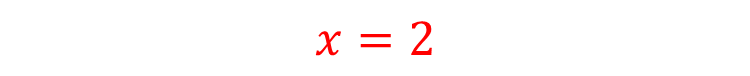 x = 2